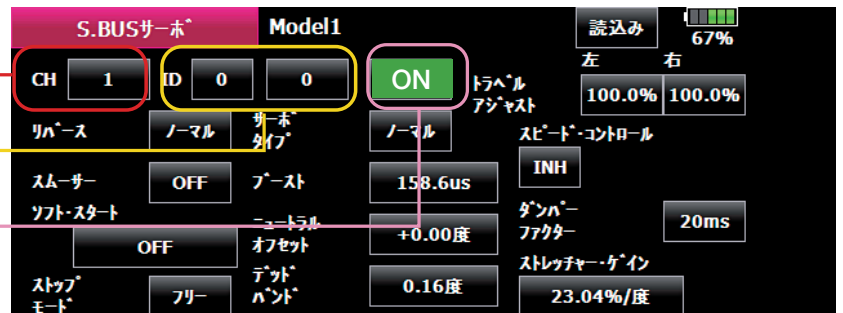 S.BUSサーボ Model1 読込み 67%
左 右
CH 1 ID 0 0 ON トラベル アジャスト 100.0% 100.0%
リバース ノーマル サーボ タイプ ノーマル スピード・コントロール
INH
スムーサー OFF ブースト 158.6us
ソフト・スタート
OFF ニュートラル オフセット +0.00度 ダンパー ファクター 20ms
ストップ モード フリー デッド バンド 0.16度 ストレッチャー・ゲイン
23.04%/度